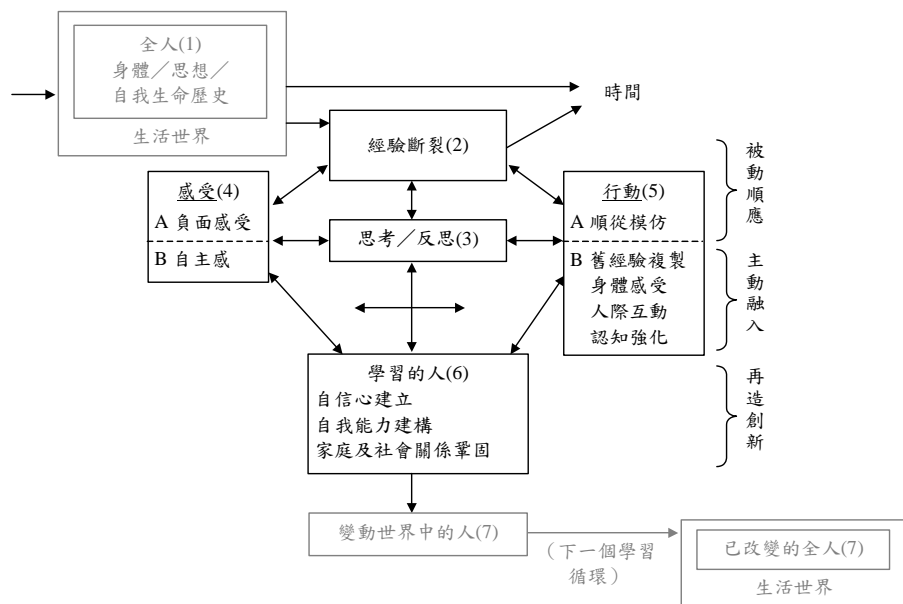 全人(1)
身體／思想／
自我生命歷史
生活世界
時間
經驗斷裂(2)
感受(4)
A 負面感受
B 自主感
思考／反思(3)
行動(5)
A 順從模仿
B 舊經驗複製
身體感受
人際互動
認知強化
被動順應
主動融入
學習的人(6)
自信心建立
自我能力建構
家庭及社會關係鞏固
再造創新
變動世界中的人(7)
（下一個學習
循環）
已改變的全人(7)
生活世界